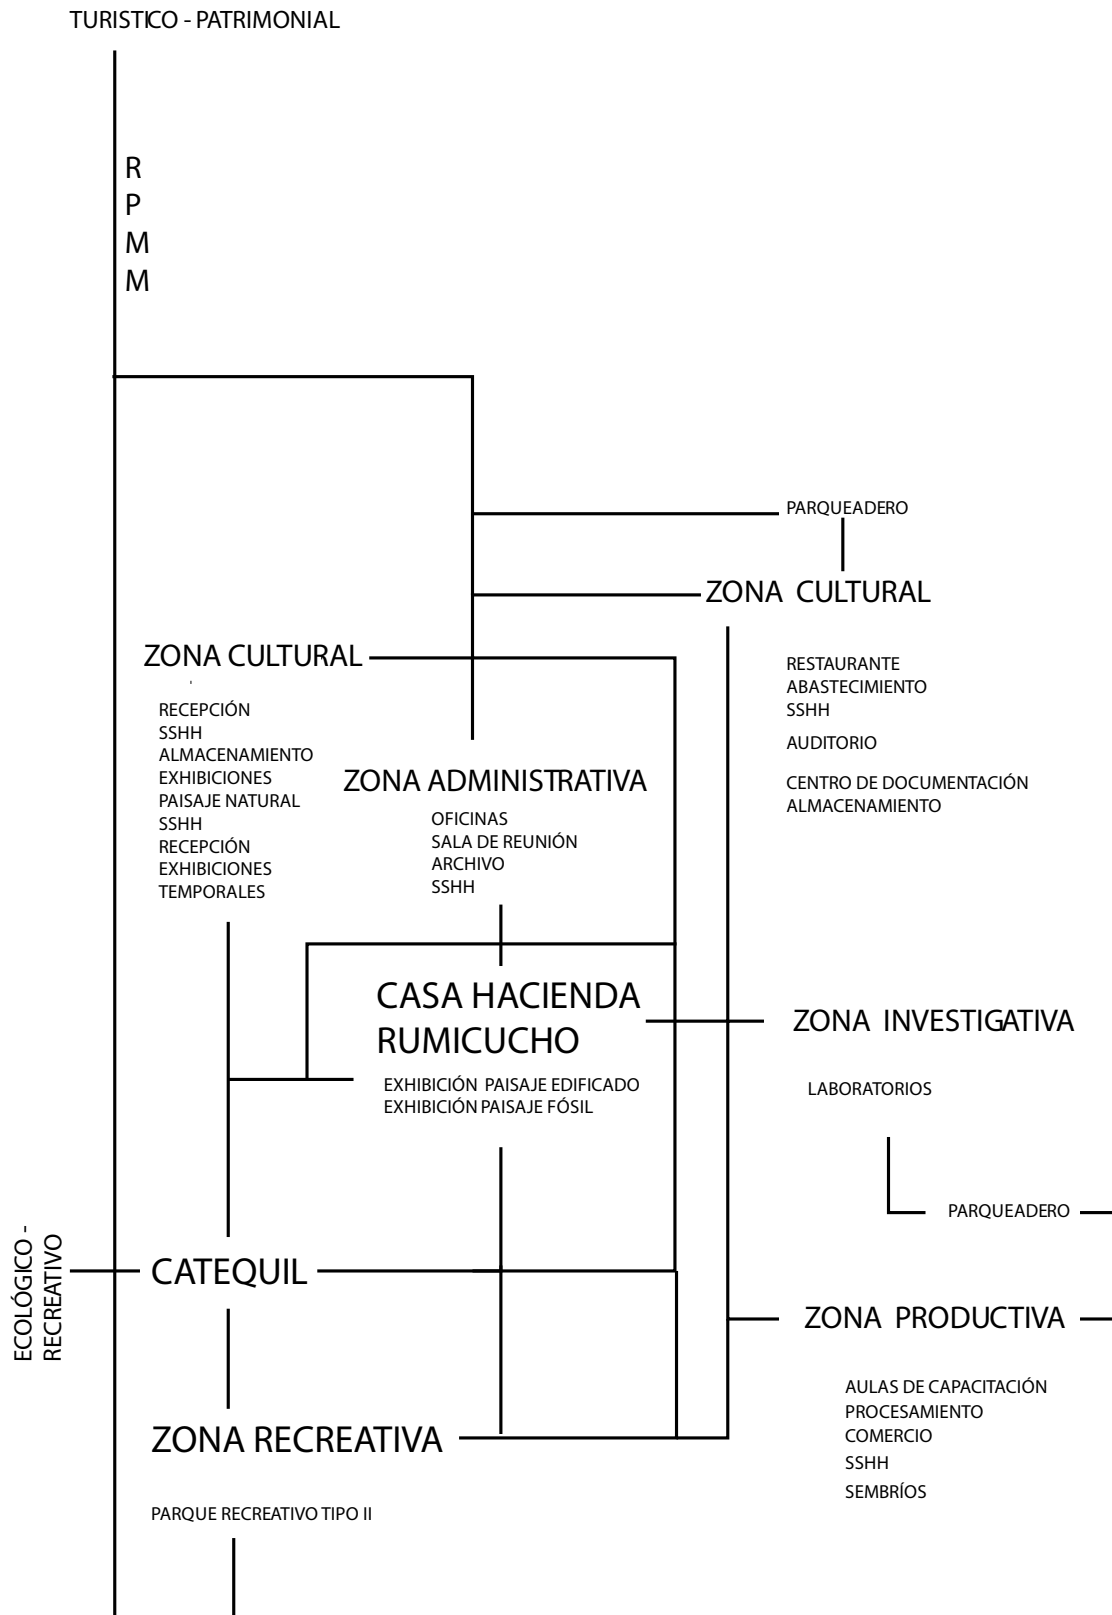 TURISTICO - PATRIMONIAL
R
P
M
M
PARQUEADERO
ZONA CULTURAL
RESTAURANTE
ABASTECIMIENTO
SSHH
AUDITORIO
CENTRO DE DOCUMENTACIÓN
ALMACENAMIENTO
ZONA CULTURAL
RECEPCIÓN
SSHH
ALMACENAMIENTO
EXHIBICIONES
PAISAJE NATURAL
SSHH
RECEPCIÓN
EXHIBICIONES
TEMPORALES
ZONA ADMINISTRATIVA
OFICINAS
SALA DE REUNIÓN
ARCHIVO
SSHH
CASA HACIENDA
RUMICUCHO
EXHIBICIÓN PAISAJE EDIFICADO
EXHIBICIÓN PAISAJE FÓSIL
ZONA INVESTIGATIVA
LABORATORIOS
PARQUEADERO
ECOLÓGICO -
RECREATIVO
CATEQUIL
ZONA PRODUCTIVA
AULAS DE CAPACITACIÓN
PROCESAMIENTO
COMERCIO
SSHH
SEMBRÍOS
ZONA RECREATIVA
PARQUE RECREATIVO TIPO II